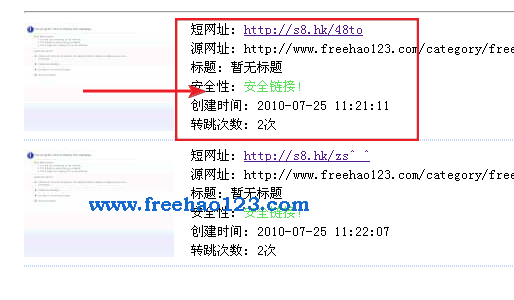 短网址: http://s8.hk/48to
源网址: http://www.freehao123.com/category/free
标题: 暂无标题
安全性: 安全链接!
创建时间: 2010-07-25 11:21:11
转跳次数: 2次
短网址: http://s8.hk/zs^_^
源网址: http://www.freehao123.com/category/free
标题: 暂无标题
www.freehao123.com
安全性: 安全链接!
创建时间: 2010-07-25 11:22:07
转跳次数: 2次